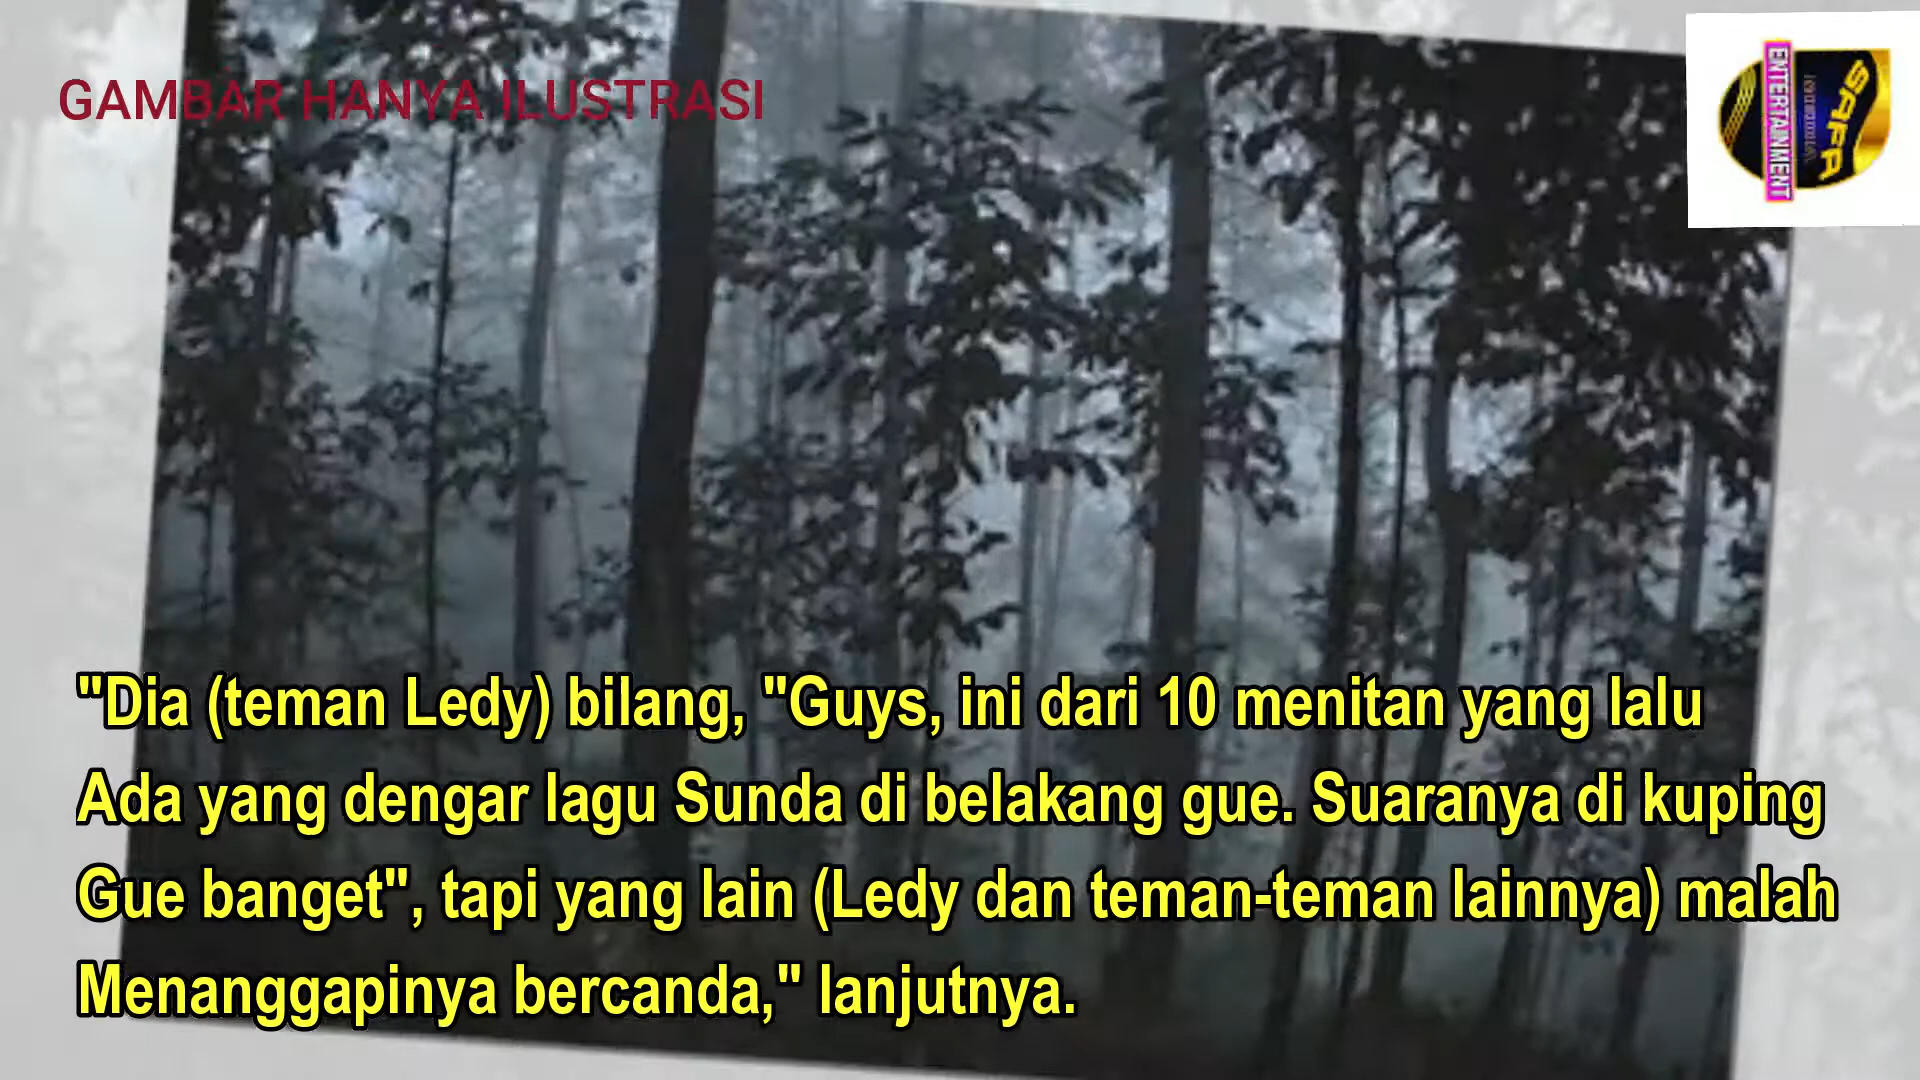 GAMBAR HANYA ILUSTRASI
SAFA
ENTERTAINMENT
"Dia (teman Ledy) bilang, "Guys, ini dari 10 menitan yang lalu
Ada yang dengar lagu Sunda di belakang gue. Suaranya di kuping
Gue banget", tapi yang lain (Ledy dan teman-teman lainnya) malah
Menanggapinya bercanda," lanjutnya.